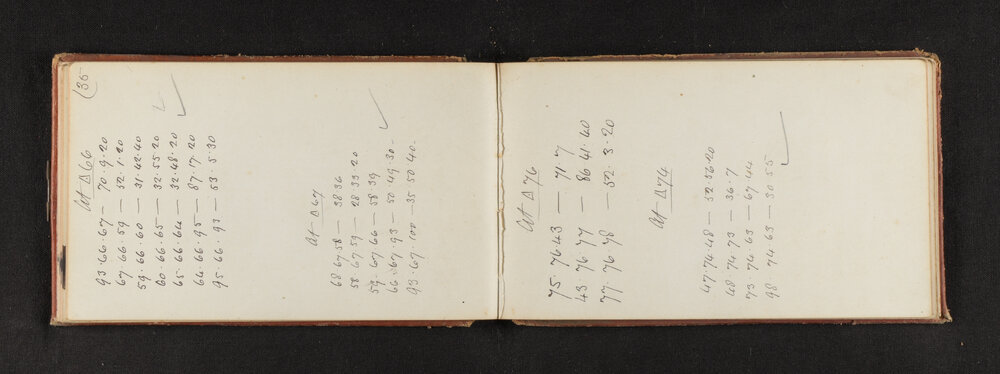 (35
At Δ 66
93·66·67 — 70·9·20
67·66·59 — 52·1·20
59·66·60 — 31·42·40
60·66·65 — 32·55·20
65·66·64 — 32·48·20
64·66·95 — 87·17·20
95·66·93 — 53·5·30
At Δ 67
68·67·58 — 38 36
58·67·59 — 28 33·20
59·67·66 — 58·39
66·67·93 — 50·49·30
93·67·100 — 35 50 40
At Δ 76
75·76·43 — 71·7
43·76·77 — 86 41·40
77·76·78 — 52·3·20
At Δ 74
47·74·48 — 52 56·20
48·74·73 — 36·7
73·74·63 — 67·44
98·74·63 — 30 55